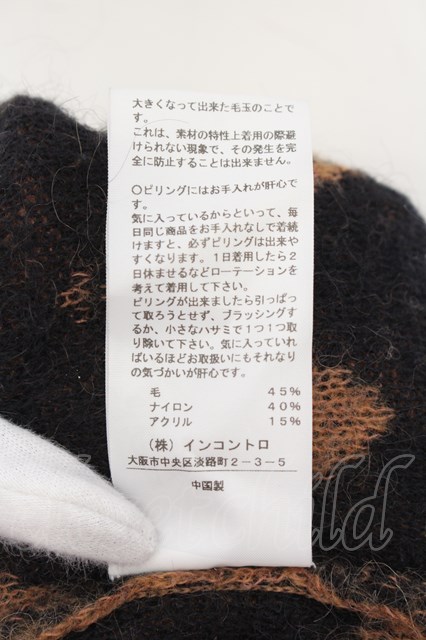 大きくなって出来た毛玉のことで
す。
これは、素材の特性上着用の際避
けられない現象で、その発生を完
全に防止することは出来ません。
〇ピリングにはお手入れが肝心で
す。
気に入っているからといって、毎
日同じ商品をお手入れなしで着続
けますと、必ずピリングは出来や
すくなります。１日着用したら２
日休ませるなどローテーションを
考えて着用して下さい。
ピリングが出来ましたら引っぱっ
て取ろうとせず、ブラッシングす
るか、小さなハサミで１つ１つ取
り除いて下さい。気に入っていれ
ばいるほどお取扱いにもそれなり
の気づかいが肝心です。
毛 ４５％
ナイロン ４０％
アクリル １５％
（株）インコントロ
大阪市中央区淡路町２－３－５
中国製